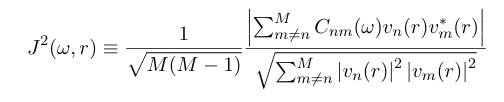 J^2(\omega, r) \equiv \frac{1}{\sqrt{M(M-1)}} \frac{\left|\sum_{m \neq n}^{M} C_{nm}(\omega) v_n(r) v_m^*(r)\right|}{\sqrt{\sum_{m \neq n}^{M} |v_n(r)|^2 |v_m(r)|^2}}